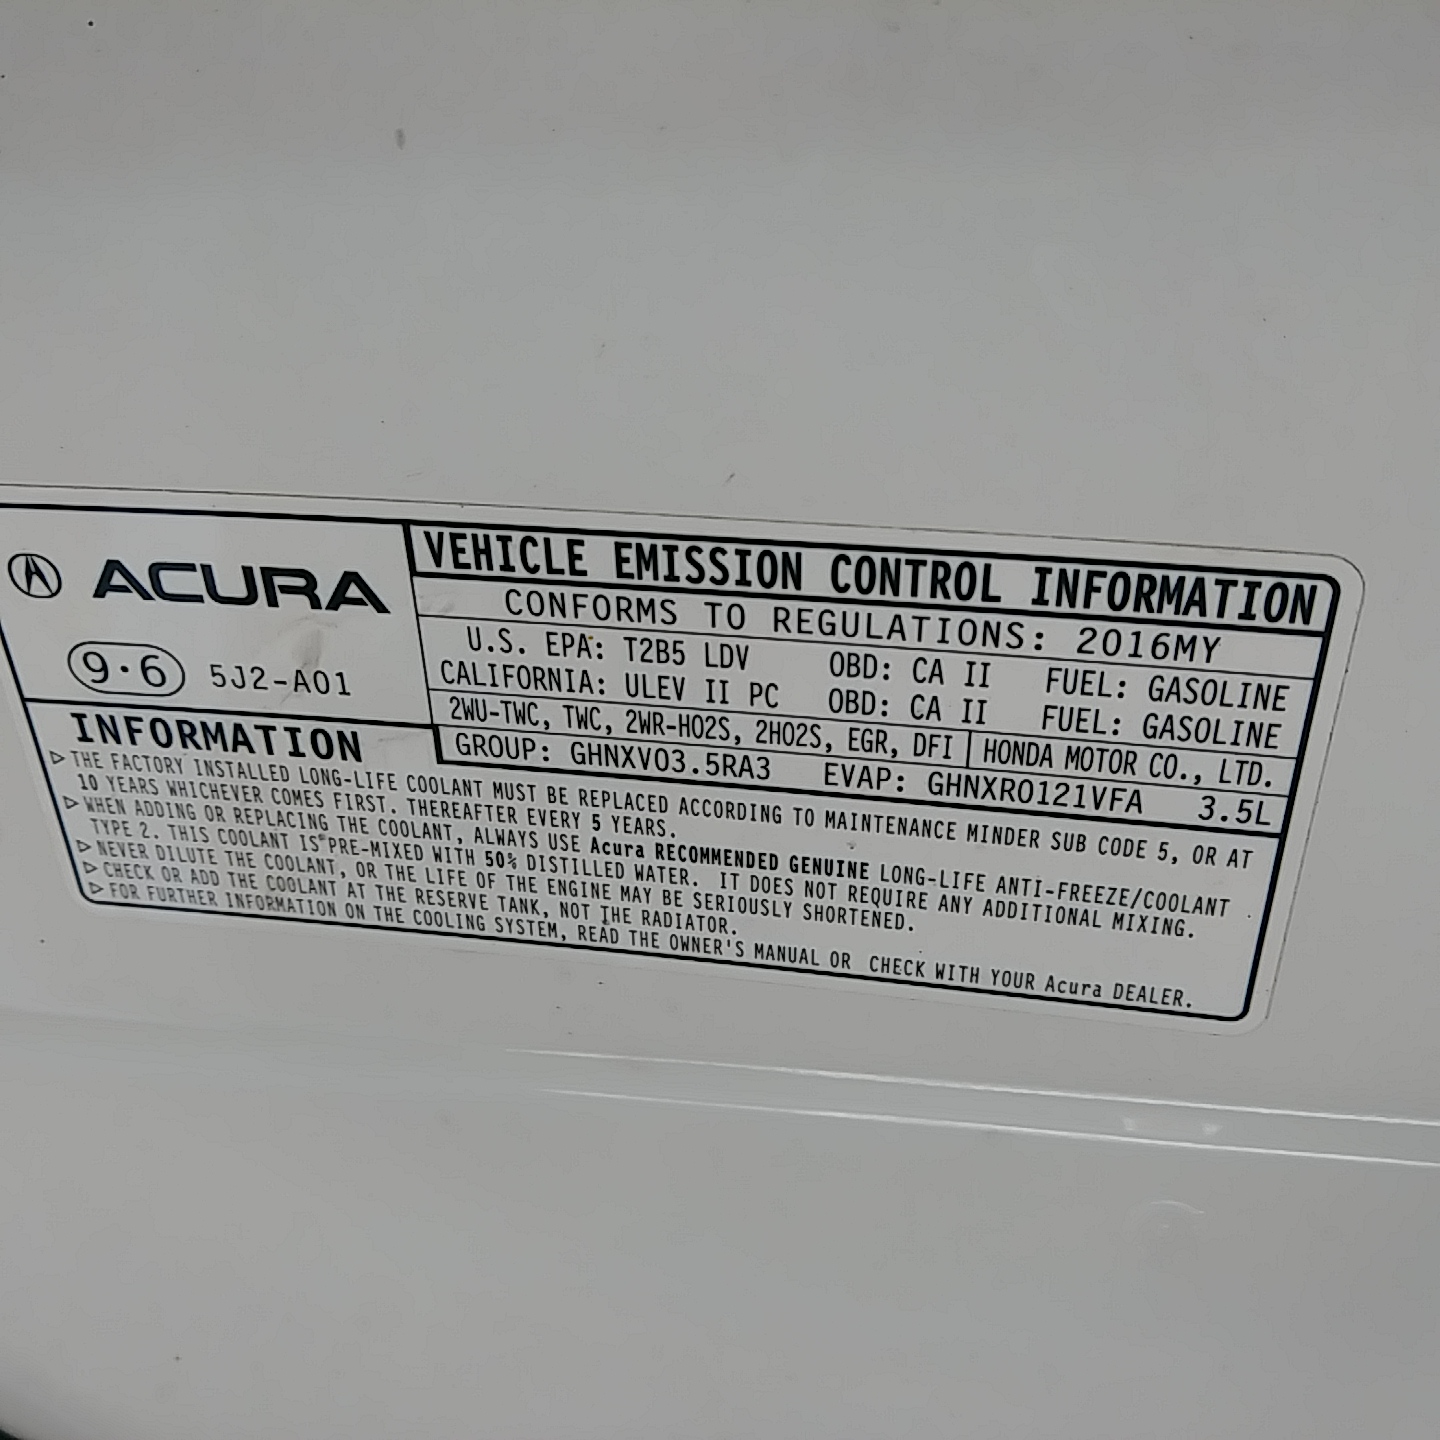 ACURA
9·6 5J2-A01
VEHICLE EMISSION CONTROL INFORMATION
CONFORMS TO REGULATIONS: 2016MY
U.S. EPA: T2B5 LDV OBD: CA II FUEL: GASOLINE
CALIFORNIA: ULEV II PC OBD: CA II FUEL: GASOLINE
2WU-TWC, TWC, 2WR-HO2S, 2HO2S, EGR, DFI HONDA MOTOR CO., LTD.
GROUP: GHNXV03.5RA3 EVAP: GHNXR0121VFA 3.5L
INFORMATION
▷THE FACTORY INSTALLED LONG-LIFE COOLANT MUST BE REPLACED ACCORDING TO MAINTENANCE MINDER SUB CODE 5, OR AT
10 YEARS WHICHEVER COMES FIRST. THEREAFTER EVERY 5 YEARS.
▷WHEN ADDING OR REPLACING THE COOLANT, ALWAYS USE Acura RECOMMENDED GENUINE LONG-LIFE ANTI-FREEZE/COOLANT
TYPE 2. THIS COOLANT IS PRE-MIXED WITH 50% DISTILLED WATER. IT DOES NOT REQUIRE ANY ADDITIONAL MIXING.
▷NEVER DILUTE THE COOLANT, OR THE LIFE OF THE ENGINE MAY BE SERIOUSLY SHORTENED.
▷CHECK OR ADD THE COOLANT AT THE RESERVE TANK, NOT THE RADIATOR.
▷FOR FURTHER INFORMATION ON THE COOLING SYSTEM, READ THE OWNER'S MANUAL OR CHECK WITH YOUR Acura DEALER.